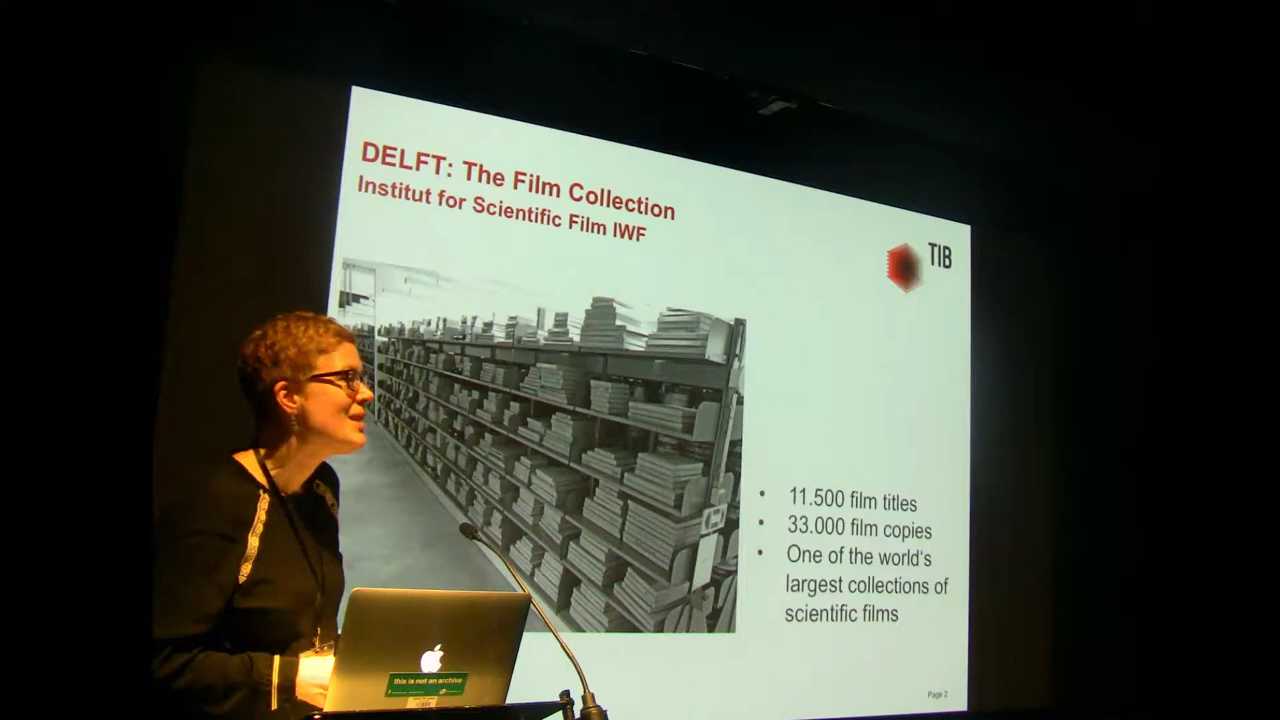 DELFT: The Film Collection
Institut for Scientific Film IWF
TIB
• 11.500 film titles
• 33.000 film copies
• One of the world's
largest collections of
scientific films
this is not an archive
Page 2